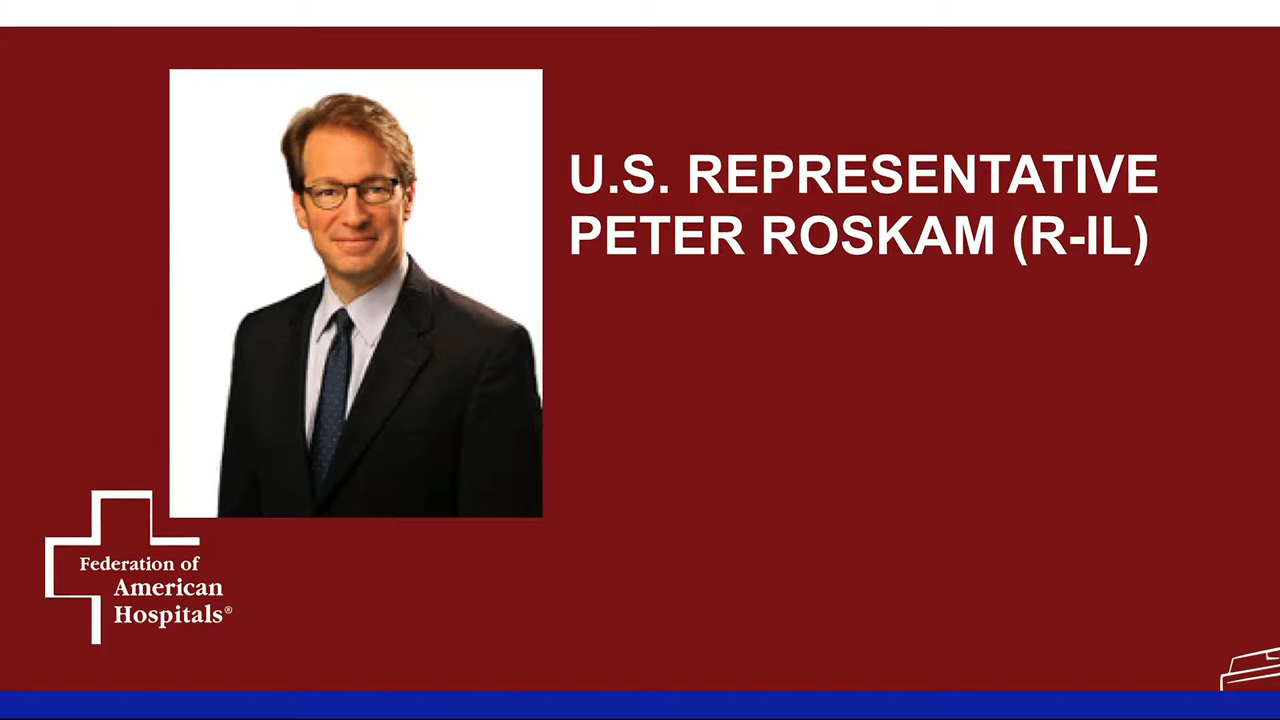 U.S. REPRESENTATIVE
PETER ROSKAM (R-IL)
Federation of
American
Hospitals®